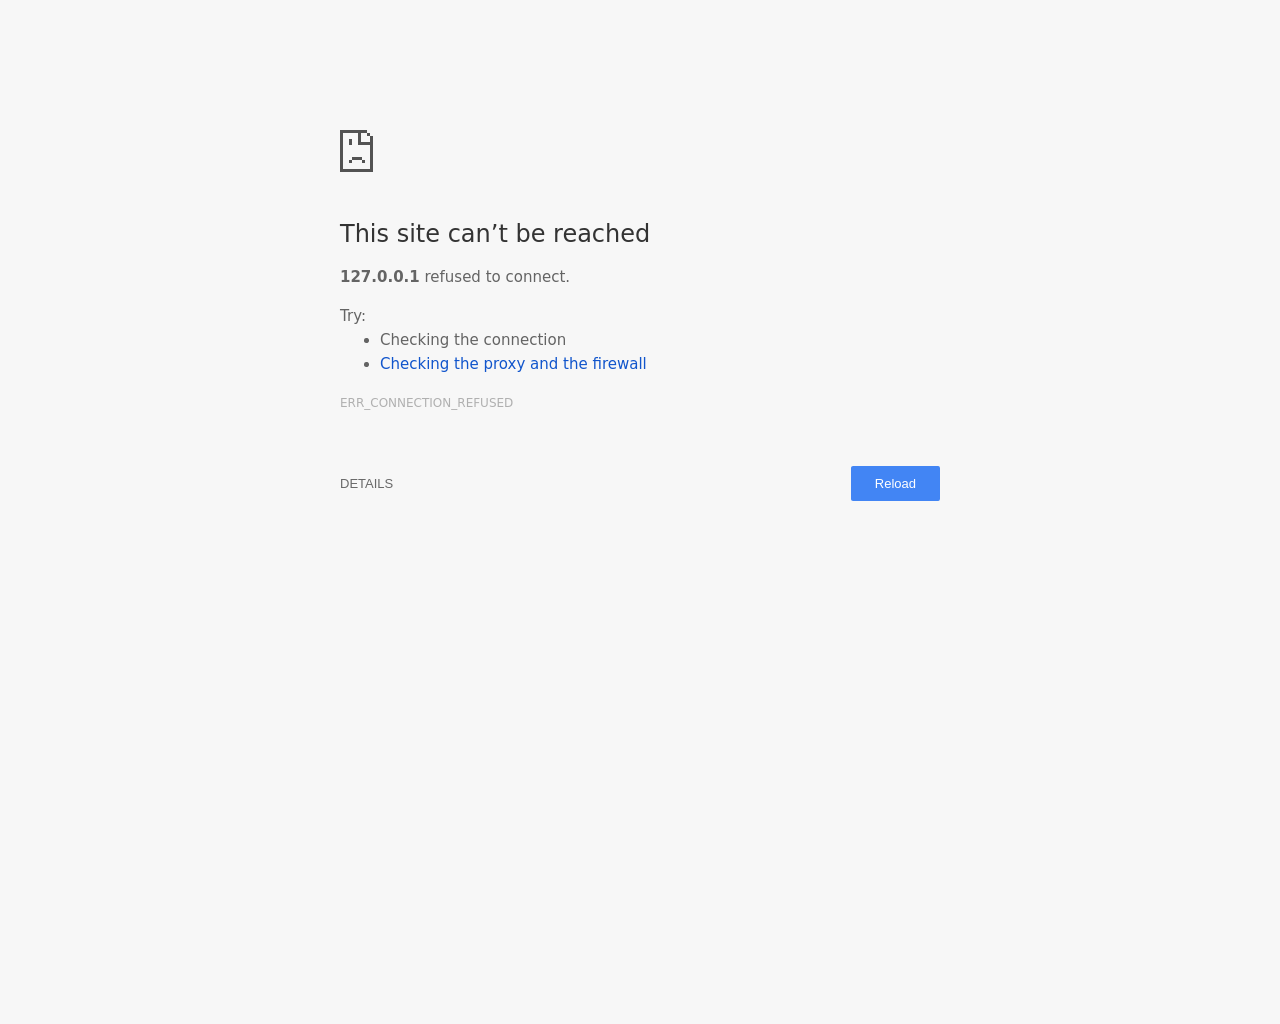 This site can’t be reached
127.0.0.1 refused to connect.
Try:
Checking the connection
Checking the proxy and the firewall
ERR_CONNECTION_REFUSED
DETAILS
Reload